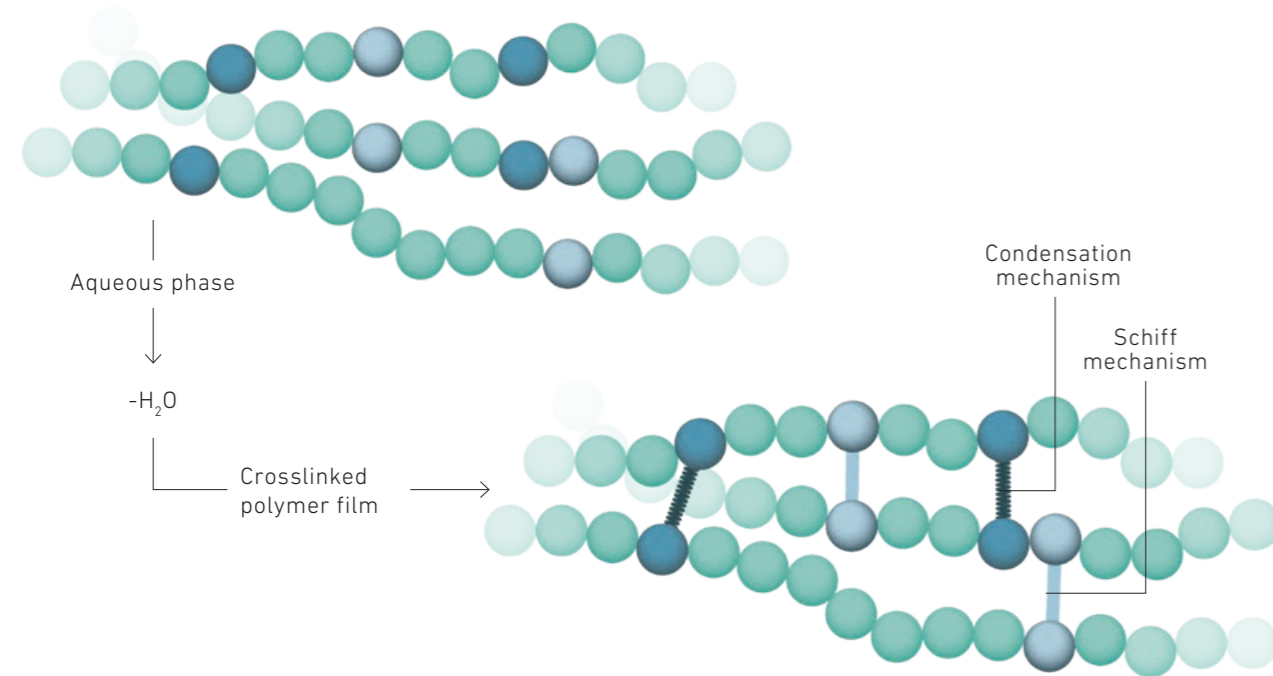 Aqueous phase
-H₂O
Crosslinked
polymer film
Condensation
mechanism
Schiff
mechanism